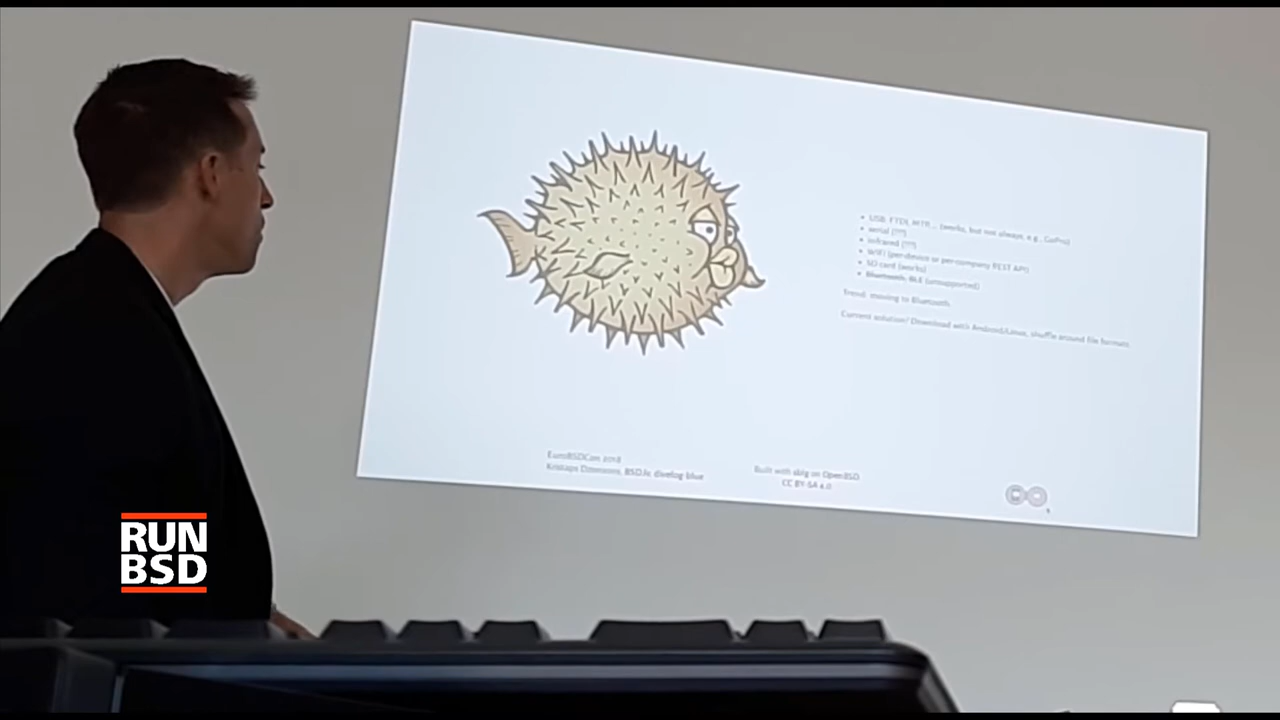 • USB: FTDI, MTP... (works, but not always, e.g., GoPro)
• serial (??)
• infrared (??)
• WIFI (per-device or per-company REST API)
• SD card (works)
• Bluetooth, BLE (unsupported)
Trend: moving to Bluetooth.
Current solution? Download with Android/Linux, shuffle around file formats.
EuroBSDCon 2018
Kristaps Dzonsons, BSD.lv, divelog.blue
Built with sblg on OpenBSD
CC BY-SA 4.0
RUN
BSD